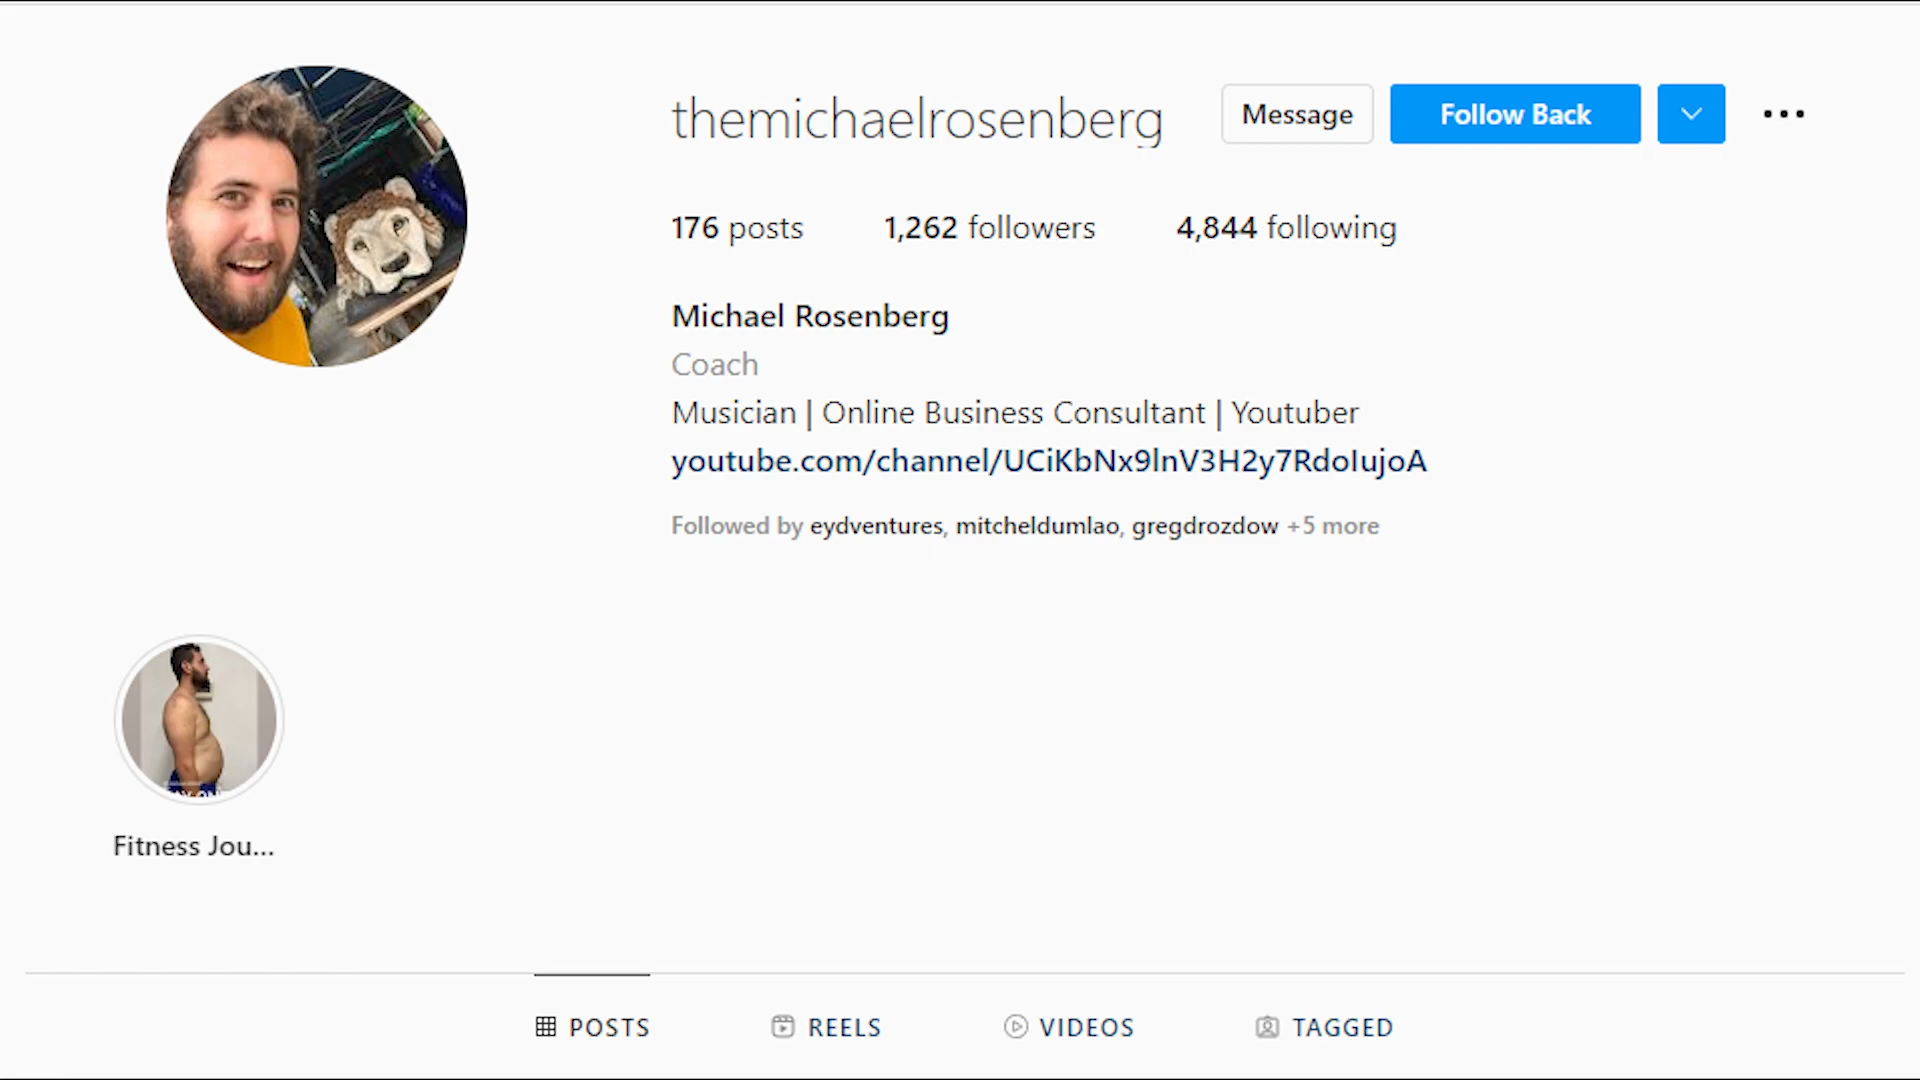 themichaelrosenberg Message Follow Back
176 posts 1,262 followers 4,844 following
Michael Rosenberg
Coach
Musician | Online Business Consultant | Youtuber
youtube.com/channel/UCiKbNx9lnV3H2y7RdoIujoA
Followed by eydventures, mitcheldumlao, gregdrozdow +5 more
Fitness Jou...
POSTS REELS VIDEOS TAGGED